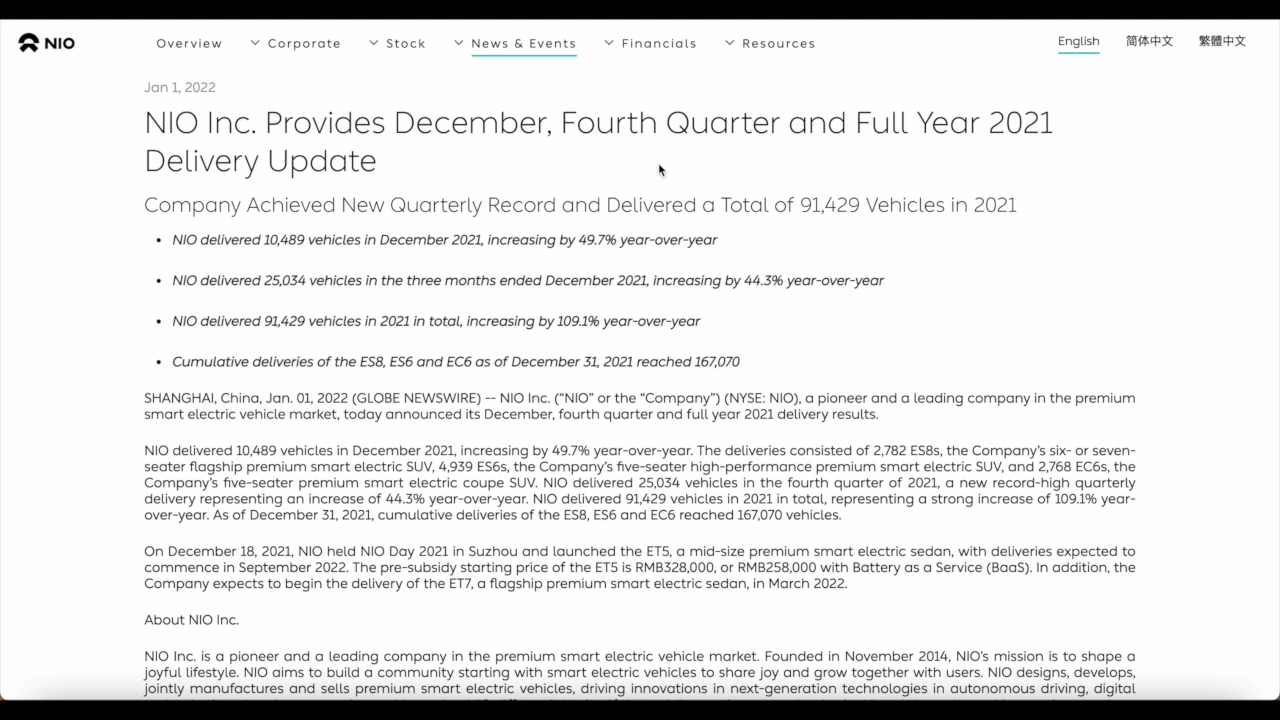 NIO
Overview
Corporate
Stock
News & Events
Financials
Resources
English
简体中文
繁體中文
Jan 1, 2022
NIO Inc. Provides December, Fourth Quarter and Full Year 2021
Delivery Update
Company Achieved New Quarterly Record and Delivered a Total of 91,429 Vehicles in 2021
• NIO delivered 10,489 vehicles in December 2021, increasing by 49.7% year-over-year
• NIO delivered 25,034 vehicles in the three months ended December 2021, increasing by 44.3% year-over-year
• NIO delivered 91,429 vehicles in 2021 in total, increasing by 109.1% year-over-year
• Cumulative deliveries of the ES8, ES6 and EC6 as of December 31, 2021 reached 167,070
SHANGHAI, China, Jan. 01, 2022 (GLOBE NEWSWIRE) -- NIO Inc. (“NIO” or the “Company”) (NYSE: NIO), a pioneer and a leading company in the premium
smart electric vehicle market, today announced its December, fourth quarter and full year 2021 delivery results.
NIO delivered 10,489 vehicles in December 2021, increasing by 49.7% year-over-year. The deliveries consisted of 2,782 ES8s, the Company’s six- or seven-
seater flagship premium smart electric SUV, 4,939 ES6s, the Company’s five-seater high-performance premium smart electric SUV, and 2,768 EC6s, the
Company’s five-seater premium smart electric coupe SUV. NIO delivered 25,034 vehicles in the fourth quarter of 2021, a new record-high quarterly
delivery representing an increase of 44.3% year-over-year. NIO delivered 91,429 vehicles in 2021 in total, representing a strong increase of 109.1% year-
over-year. As of December 31, 2021, cumulative deliveries of the ES8, ES6 and EC6 reached 167,070 vehicles.
On December 18, 2021, NIO held NIO Day 2021 in Suzhou and launched the ET5, a mid-size premium smart electric sedan, with deliveries expected to
commence in September 2022. The pre-subsidy starting price of the ET5 is RMB328,000, or RMB258,000 with Battery as a Service (BaaS). In addition, the
Company expects to begin the delivery of the ET7, a flagship premium smart electric sedan, in March 2022.
About NIO Inc.
NIO Inc. is a pioneer and a leading company in the premium smart electric vehicle market. Founded in November 2014, NIO’s mission is to shape a
joyful lifestyle. NIO aims to build a community starting with smart electric vehicles to share joy and grow together with users. NIO designs, develops,
jointly manufactures and sells premium smart electric vehicles, driving innovations in next-generation technologies in autonomous driving, digital